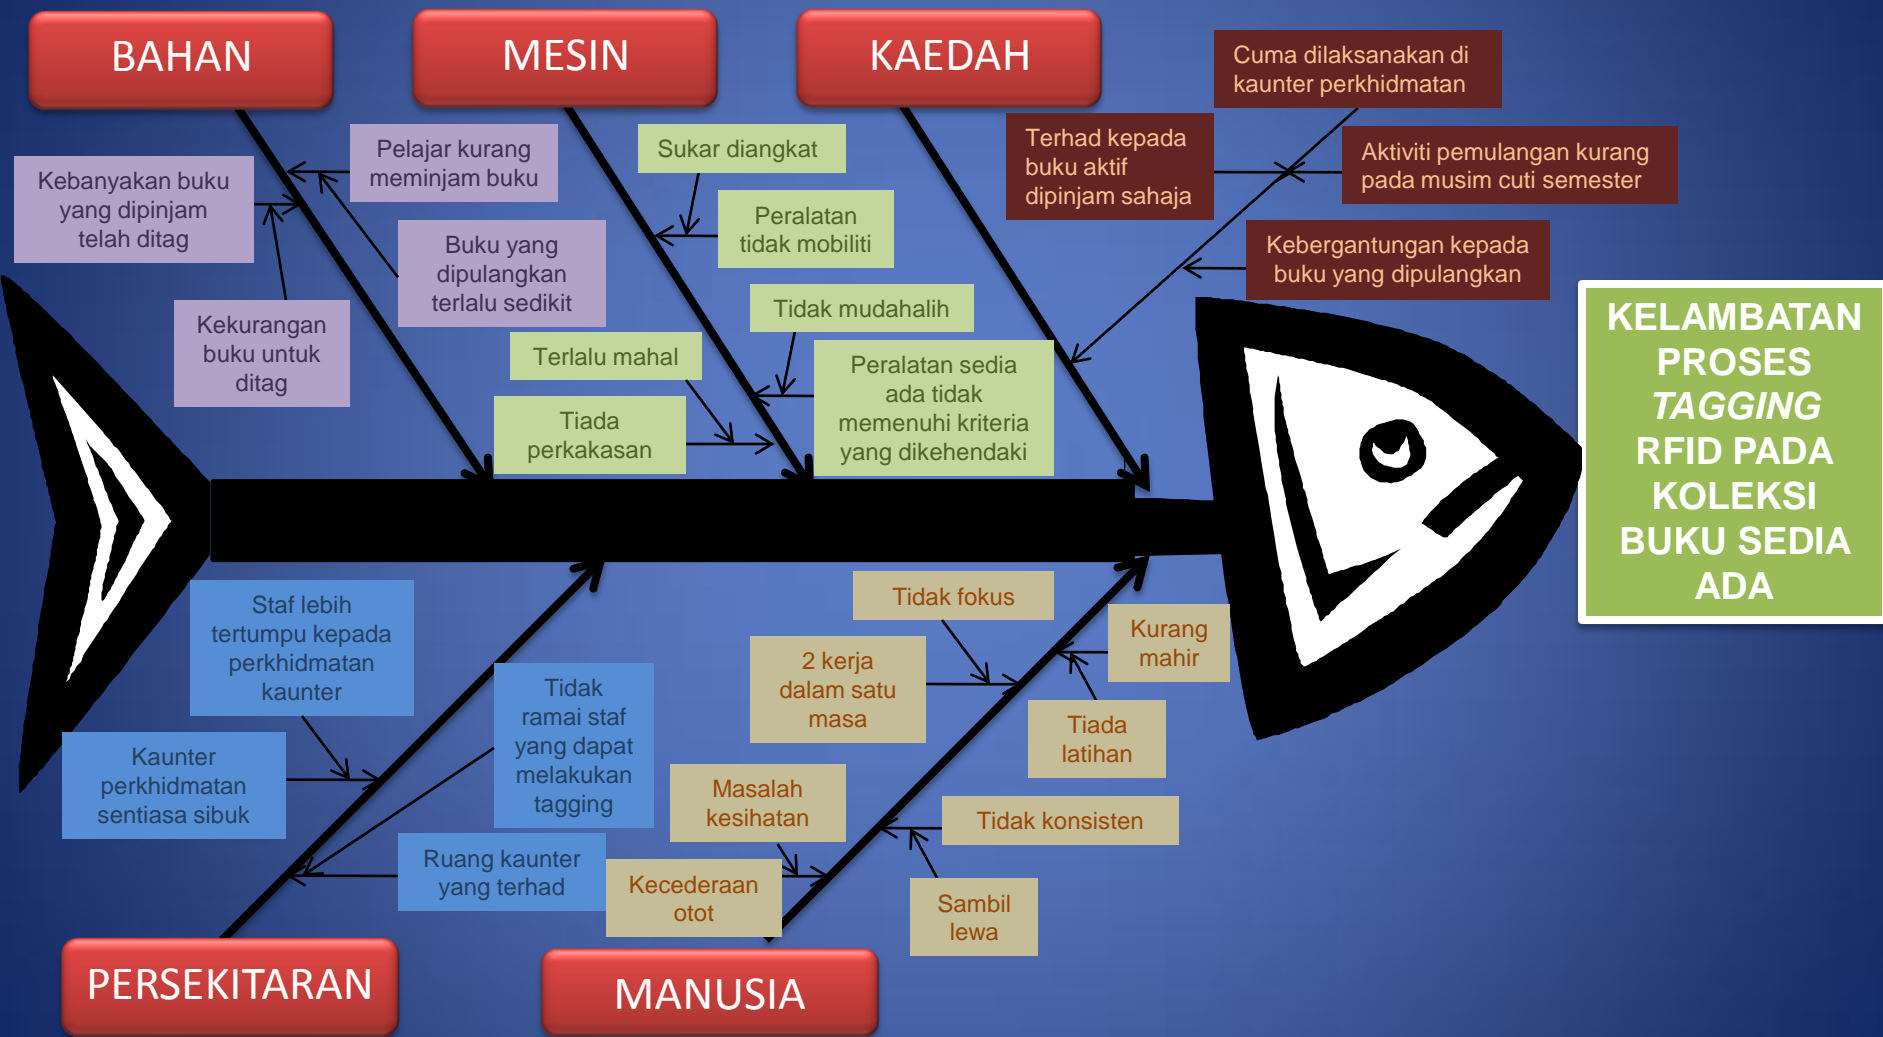 BAHAN
MESIN
KAEDAH
Cuma dilaksanakan di
kaunter perkhidmatan
Kebanyakan buku
yang dipinjam
telah ditag
Pelajar kurang
meminjam buku
Buku yang
dipulangkan
terlalu sedikit
Kekurangan
buku untuk
ditag
Sukar diangkat
Peralatan
tidak mobiliti
Tidak mudahalih
Terlalu mahal
Tiada
perkakasan
Peralatan sedia
ada tidak
memenuhi kriteria
yang dikehendaki
Terhad kepada
buku aktif
dipinjam sahaja
Aktiviti pemulangan kurang
pada musim cuti semester
Kebergantungan kepada
buku yang dipulangkan
KELAMBATAN
PROSES
TAGGING
RFID PADA
KOLEKSI
BUKU SEDIA
ADA
Staf lebih
tertumpu kepada
perkhidmatan
kaunter
Kaunter
perkhidmatan
sentiasa sibuk
Tidak
ramai staf
yang dapat
melakukan
tagging
Ruang kaunter
yang terhad
Tidak fokus
2 kerja
dalam satu
masa
Kurang
mahir
Tiada
latihan
Masalah
kesihatan
Kecederaan
otot
Tidak konsisten
Sambil
lewa
PERSEKITARAN
MANUSIA